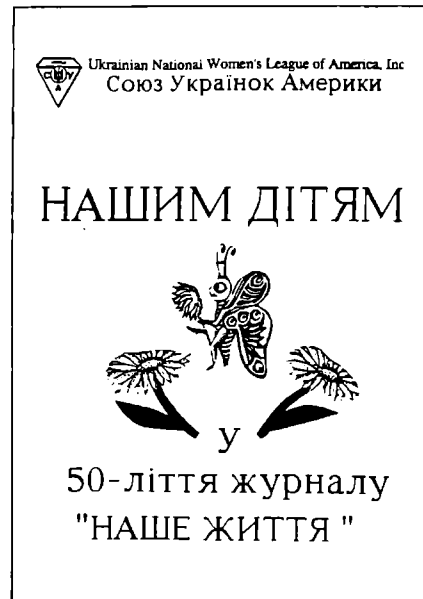 Ukrainian National Women's League of America, Inc
Союз Українок Америки
НАШИМ ДІТЯМ
У
50-ліття журналу
"НАШЕ ЖИТТЯ "